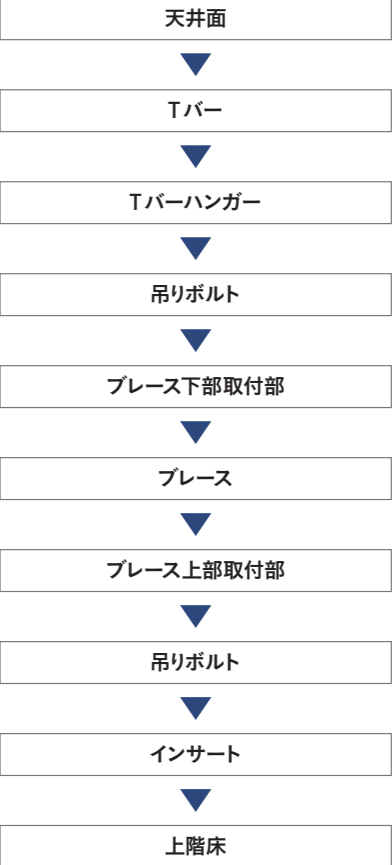 天井面
Tバー
Tバーハンガー
吊りボルト
ブレース下部取付部
ブレース
ブレース上部取付部
吊りボルト
インサート
上階床